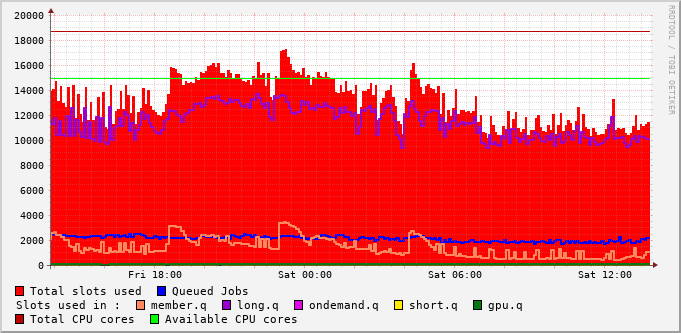 20000
18000
16000
14000
12000
10000
8000
6000
4000
2000
0
Fri 18:00 Sat 00:00 Sat 06:00 Sat 12:00
RRDTOOL / TOBI OETIKER
Total slots used Queued Jobs
Slots used in : member.q long.q ondemand.q short.q gpu.q
Total CPU cores Available CPU cores